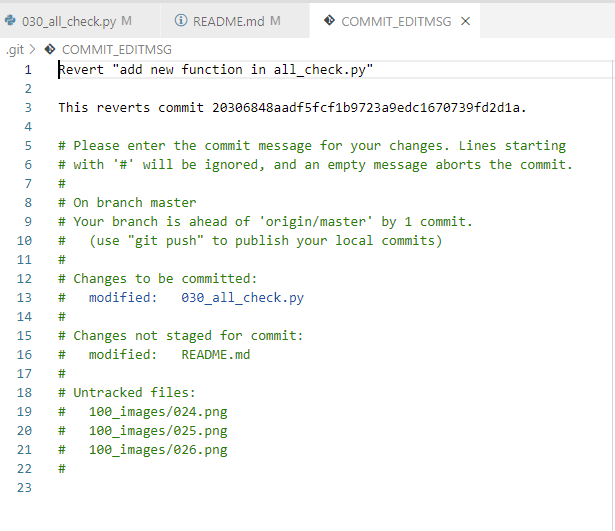 030_all_check.py M README.md M COMMIT_EDITMSG ×
.git > COMMIT_EDITMSG
1 Revert "add new function in all_check.py"
2
3 This reverts commit 20306848aadf5fcf1b9723a9edc1670739fd2d1a.
4
5 # Please enter the commit message for your changes. Lines starting
6 # with '#' will be ignored, and an empty message aborts the commit.
7 #
8 # On branch master
9 # Your branch is ahead of 'origin/master' by 1 commit.
10 #   (use "git push" to publish your local commits)
11 #
12 # Changes to be committed:
13 #   modified:   030_all_check.py
14 #
15 # Changes not staged for commit:
16 #   modified:   README.md
17 #
18 # Untracked files:
19 #   100_images/024.png
20 #   100_images/025.png
21 #   100_images/026.png
22 #
23